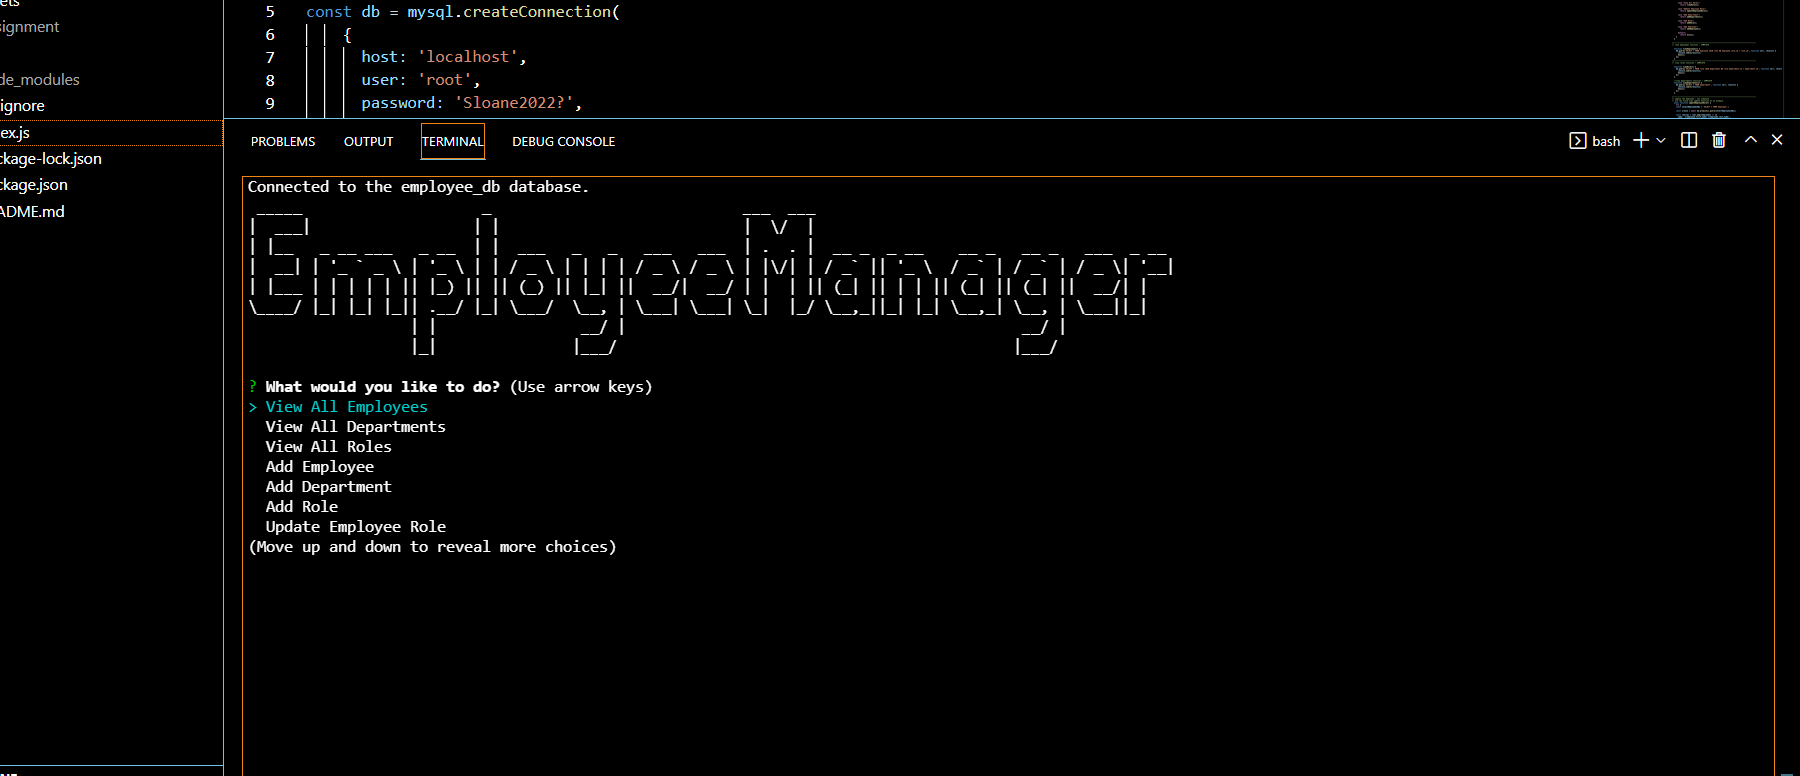 ets
signment
de_modules
ignore
ex.js
ckage-lock.json
ckage.json
ADME.md
5 const db = mysql.createConnection(
6 {
7 host: 'localhost',
8 user: 'root',
9 password: 'Sloane2022?',
PROBLEMS OUTPUT TERMINAL DEBUG CONSOLE
bash
Connected to the employee_db database.
EmployeeManager
? What would you like to do? (Use arrow keys)
> View All Employees
View All Departments
View All Roles
Add Employee
Add Department
Add Role
Update Employee Role
(Move up and down to reveal more choices)